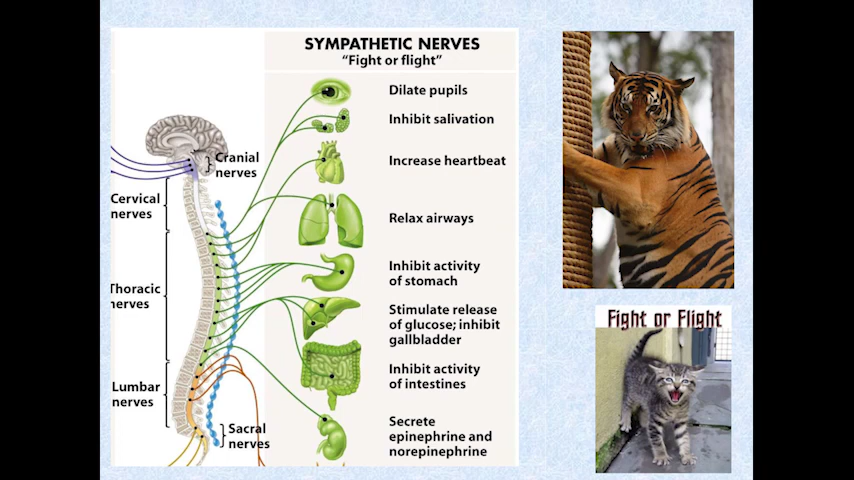 SYMPATHETIC NERVES
"Fight or flight"
Dilate pupils
Inhibit salivation
Increase heartbeat
Relax airways
Inhibit activity
of stomach
Stimulate release
of glucose; inhibit
gallbladder
Inhibit activity
of intestines
Secrete
epinephrine and
norepinephrine
Cranial
nerves
Cervical
nerves
Thoracic
nerves
Lumbar
nerves
Sacral
nerves
Fight or Flight